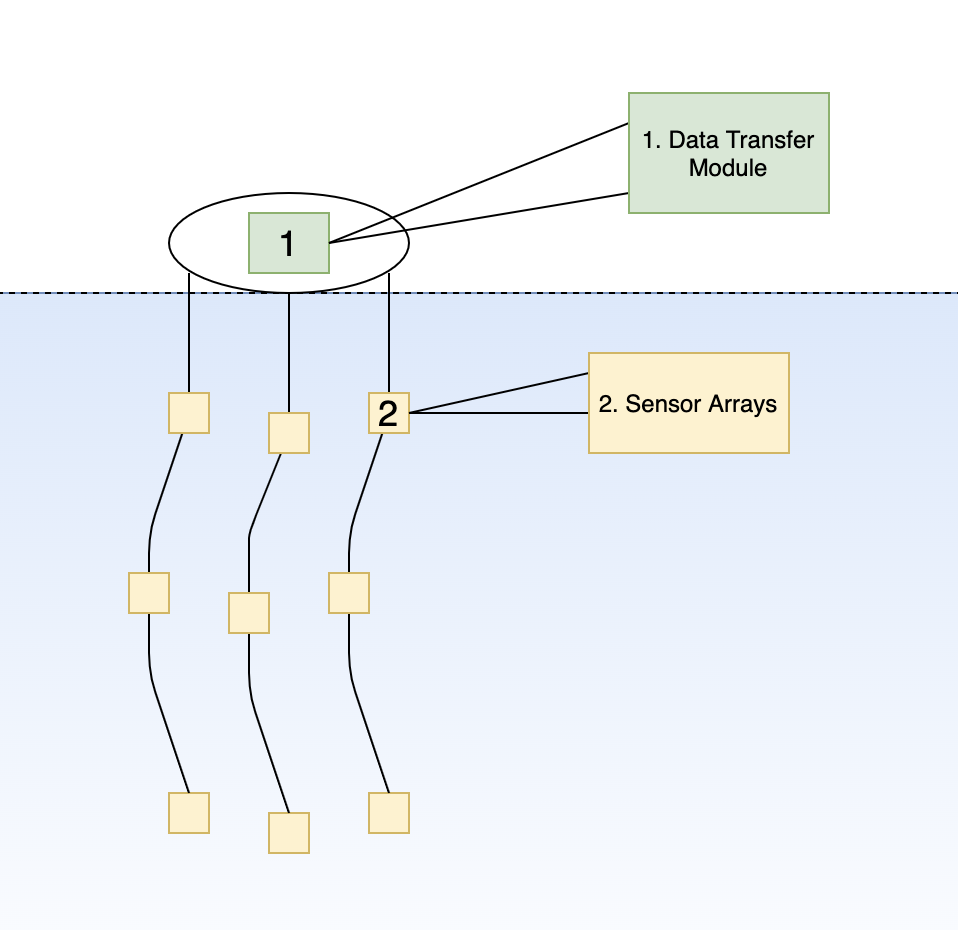 1. Data Transfer
Module
1
2. Sensor Arrays
2